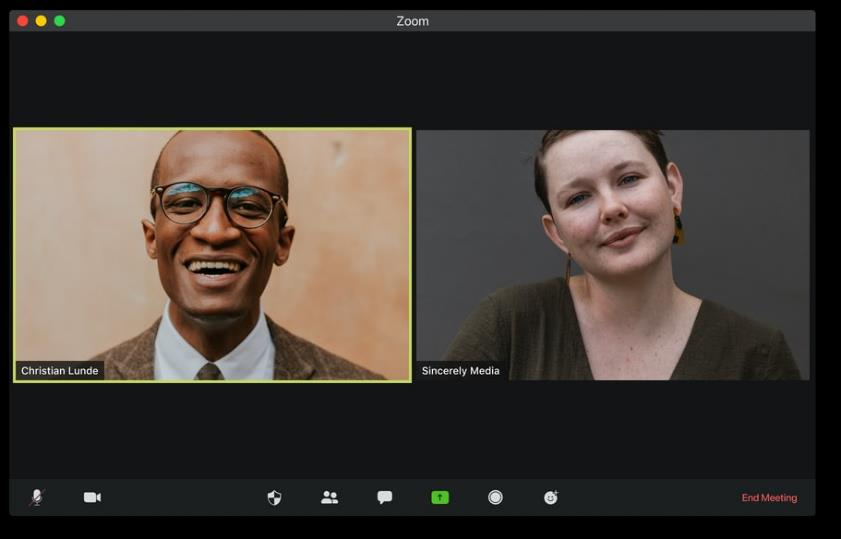 Zoom
Christian Lunde
Sincerely Media
End Meeting